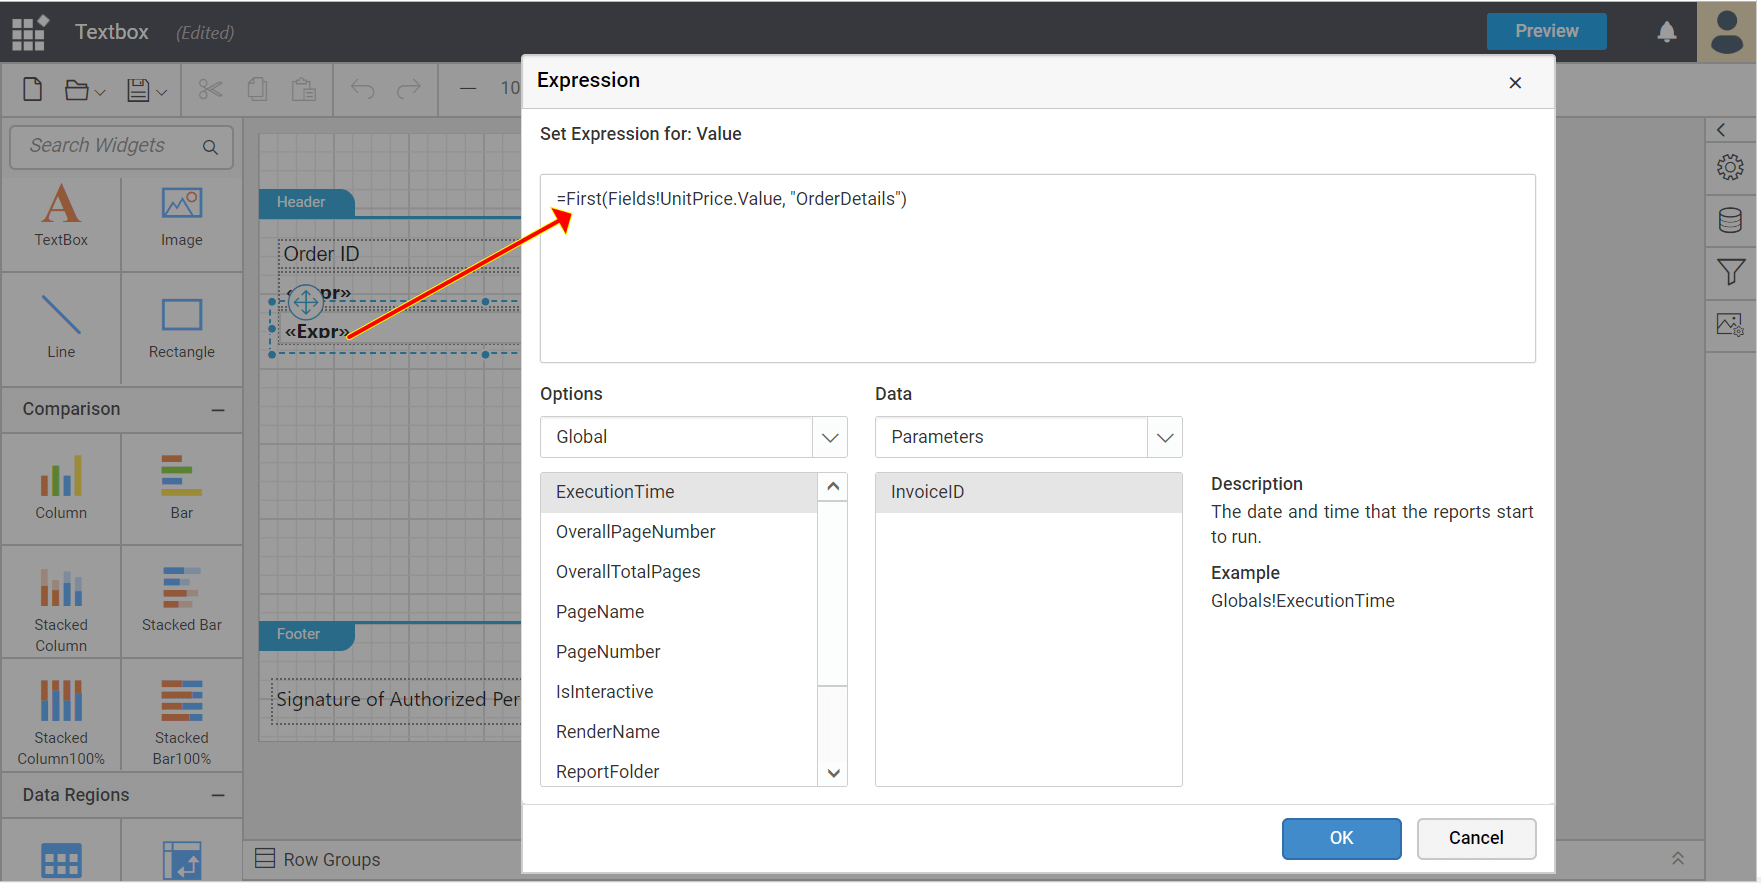 Textbox (Edited)
Preview
10
Search Widgets
TextBox
Image
Line
Rectangle
Comparison
Column
Bar
Stacked
Column
Stacked Bar
Stacked
Column100%
Stacked
Bar100%
Data Regions
Header
Order ID
pr»
«Expr»
Footer
Signature of Authorized Per
Row Groups
Expression
Set Expression for: Value
=First(Fields!UnitPrice.Value, "OrderDetails")
Options
Global
ExecutionTime
OverallPageNumber
OverallTotalPages
PageName
PageNumber
IsInteractive
RenderName
ReportFolder
Data
Parameters
InvoiceID
Description
The date and time that the reports start
to run.
Example
Globals!ExecutionTime
OK
Cancel